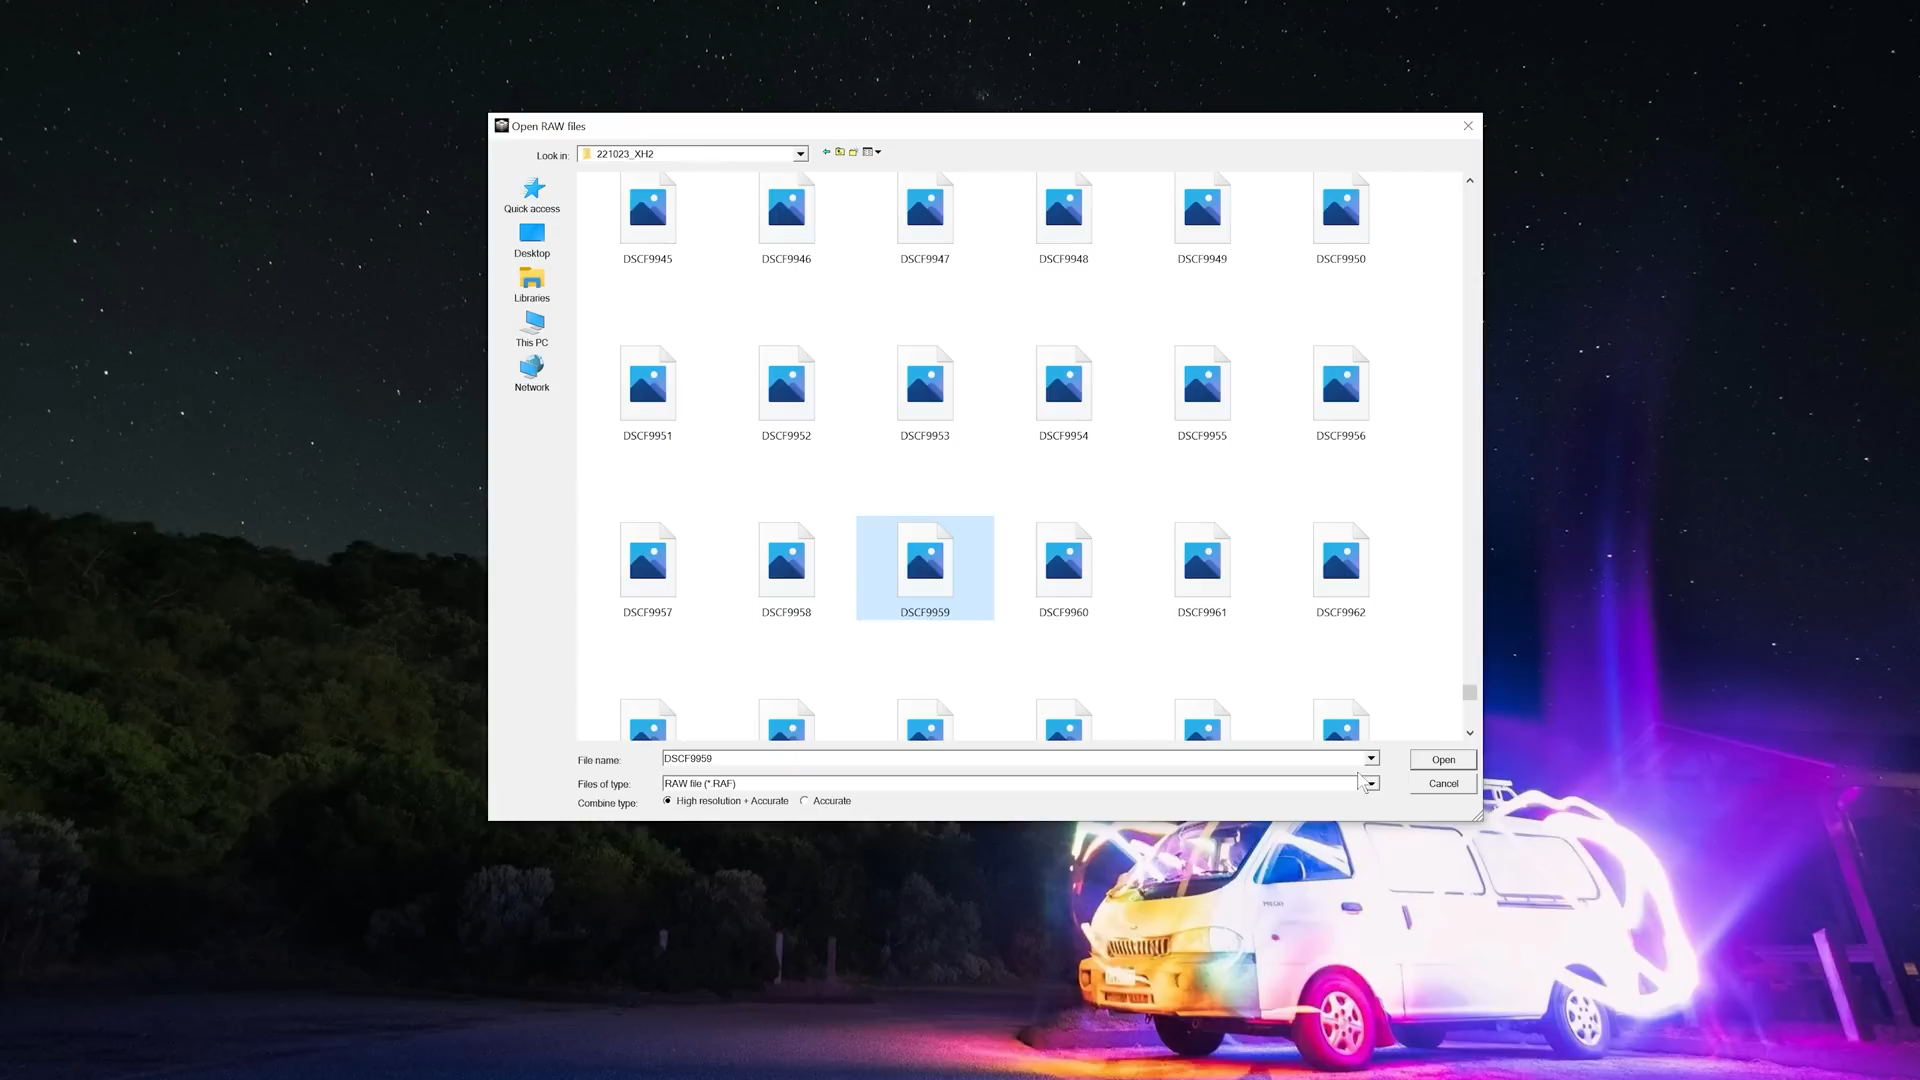 Open RAW files
Look in: 221023_XH2
Quick access
Desktop
Libraries
This PC
Network
DSCF9945 DSCF9946 DSCF9947 DSCF9948 DSCF9949 DSCF9950
DSCF9951 DSCF9952 DSCF9953 DSCF9954 DSCF9955 DSCF9956
DSCF9957 DSCF9958 DSCF9959 DSCF9960 DSCF9961 DSCF9962
File name: DSCF9959 Open
Files of type: RAW file (*.RAF) Cancel
Combine type: High resolution + Accurate Accurate